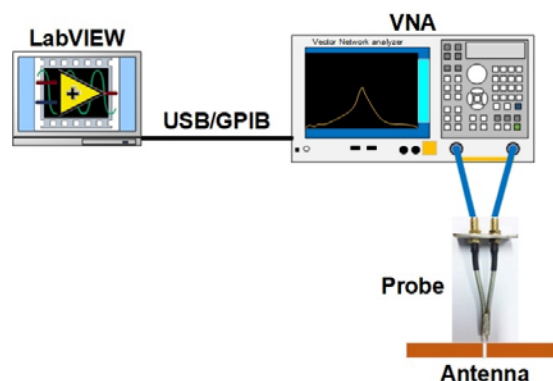 VNA
LabVIEW
Vector Network analyzer
USB/GPIB
Probe
Antenna